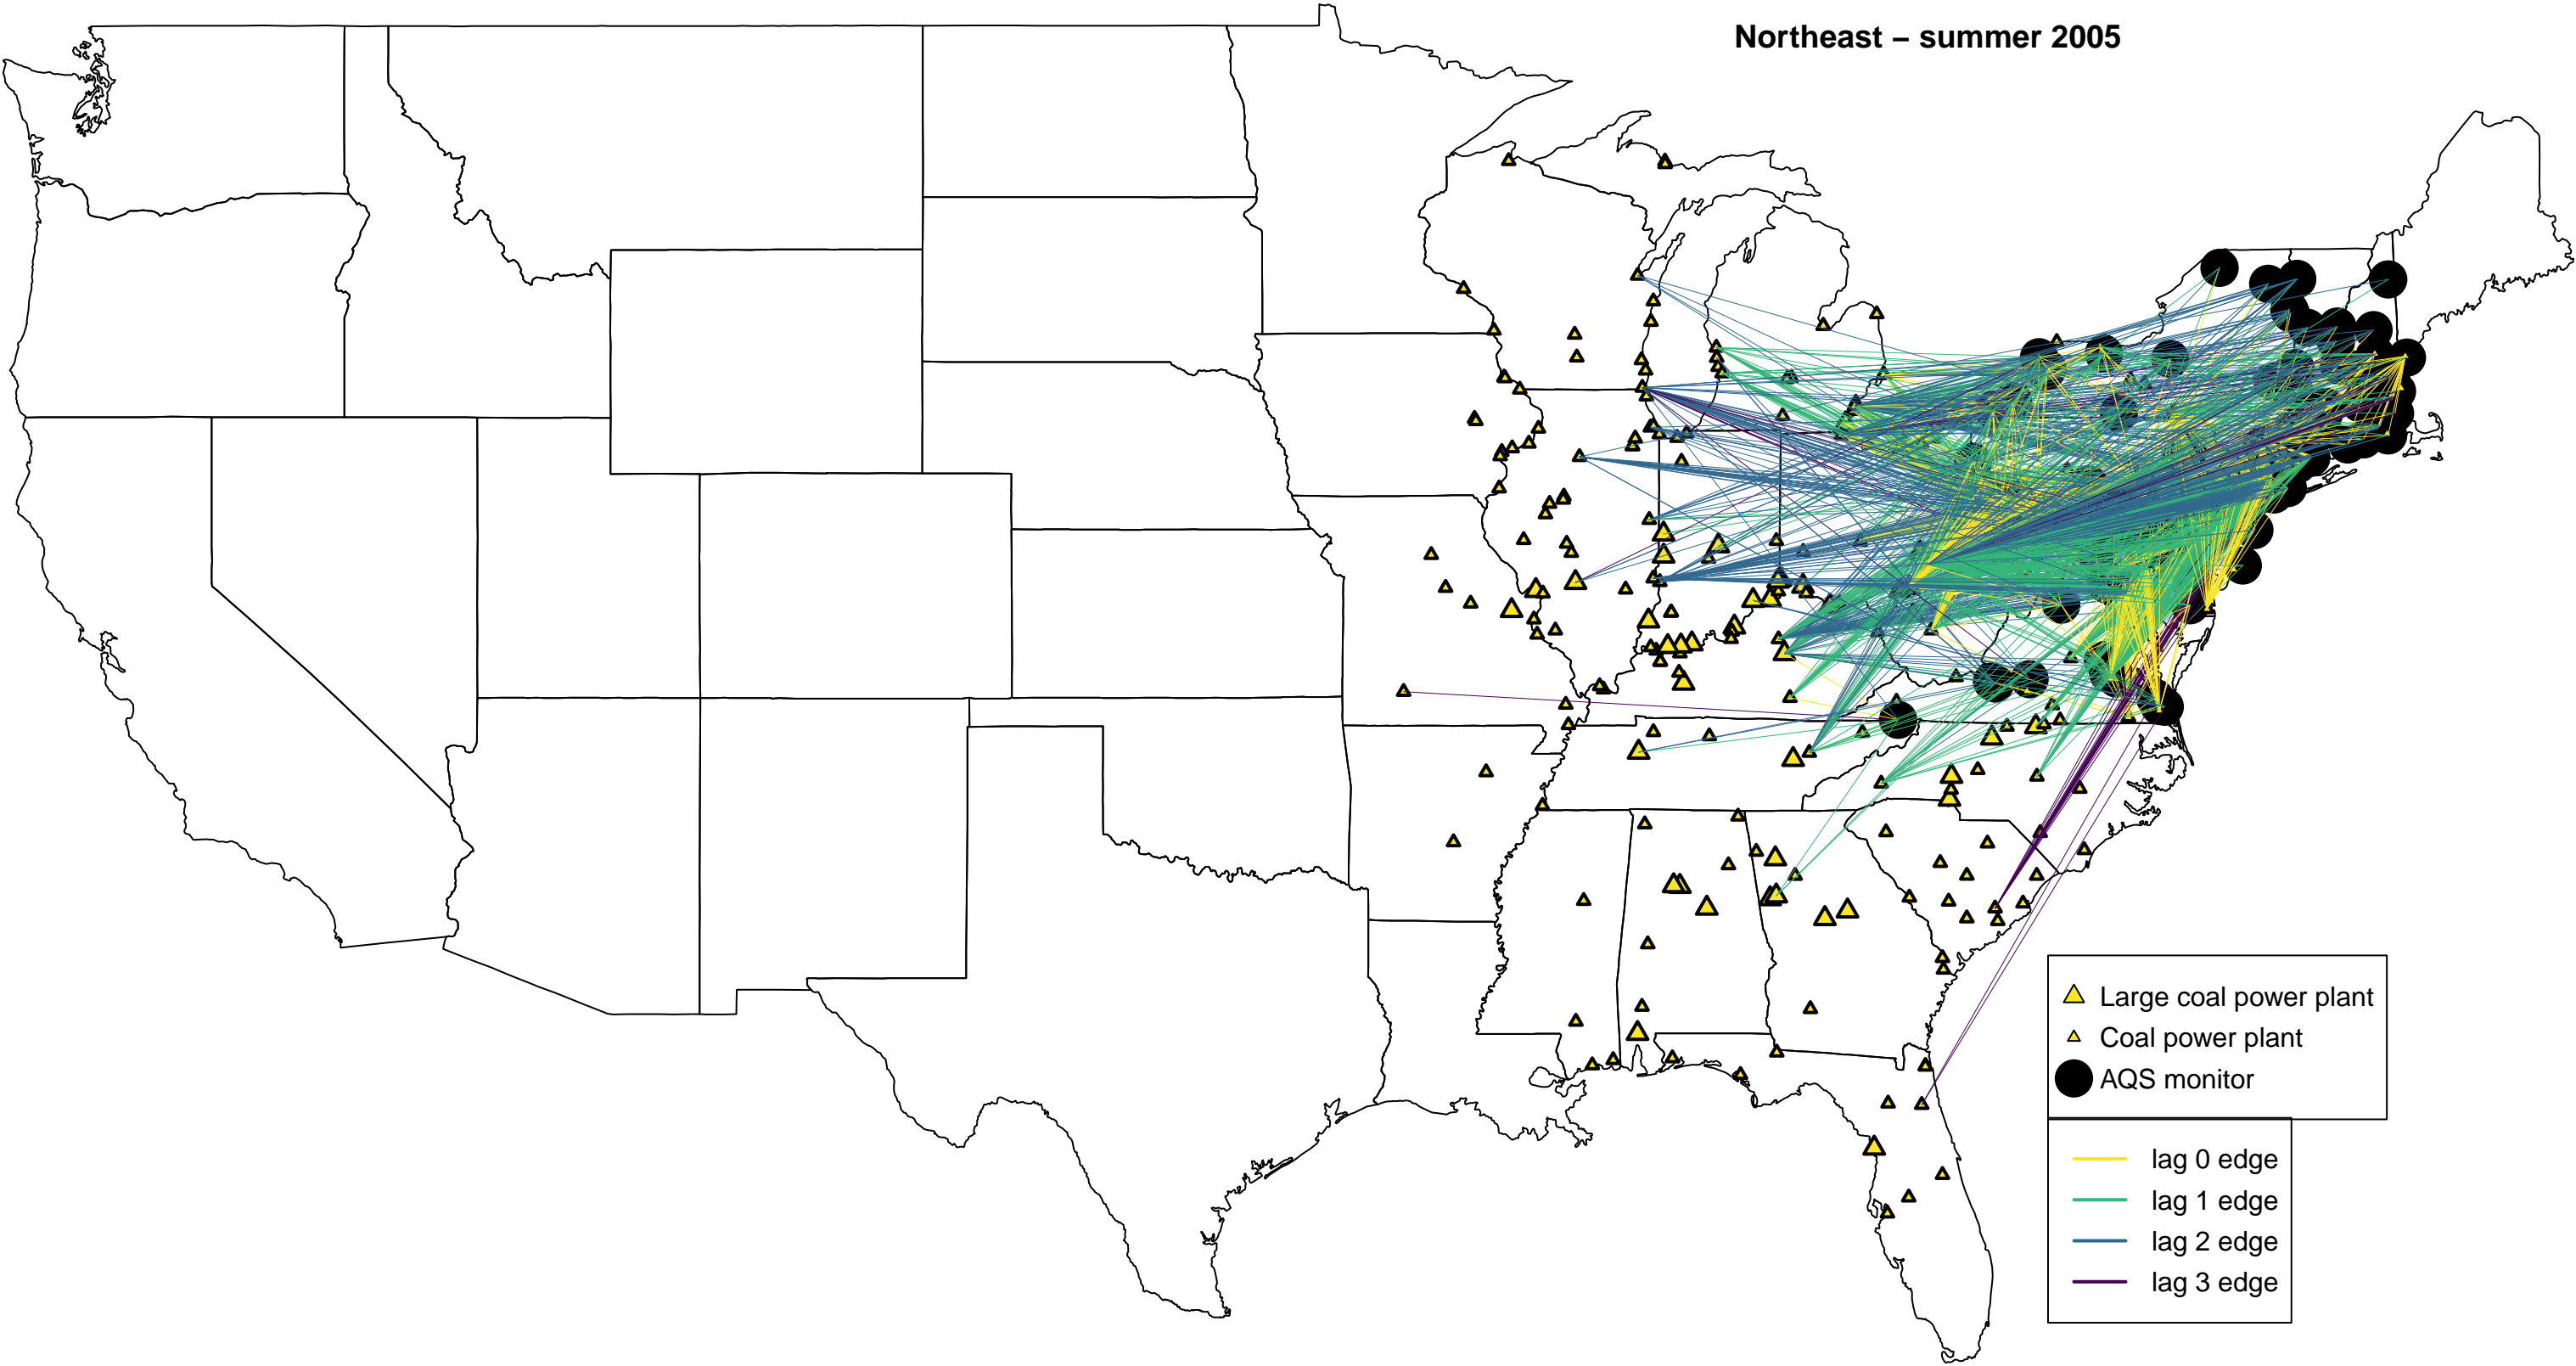 Northeast – summer 2005
Large coal power plant
Coal power plant
AQS monitor
lag 0 edge
lag 1 edge
lag 2 edge
lag 3 edge